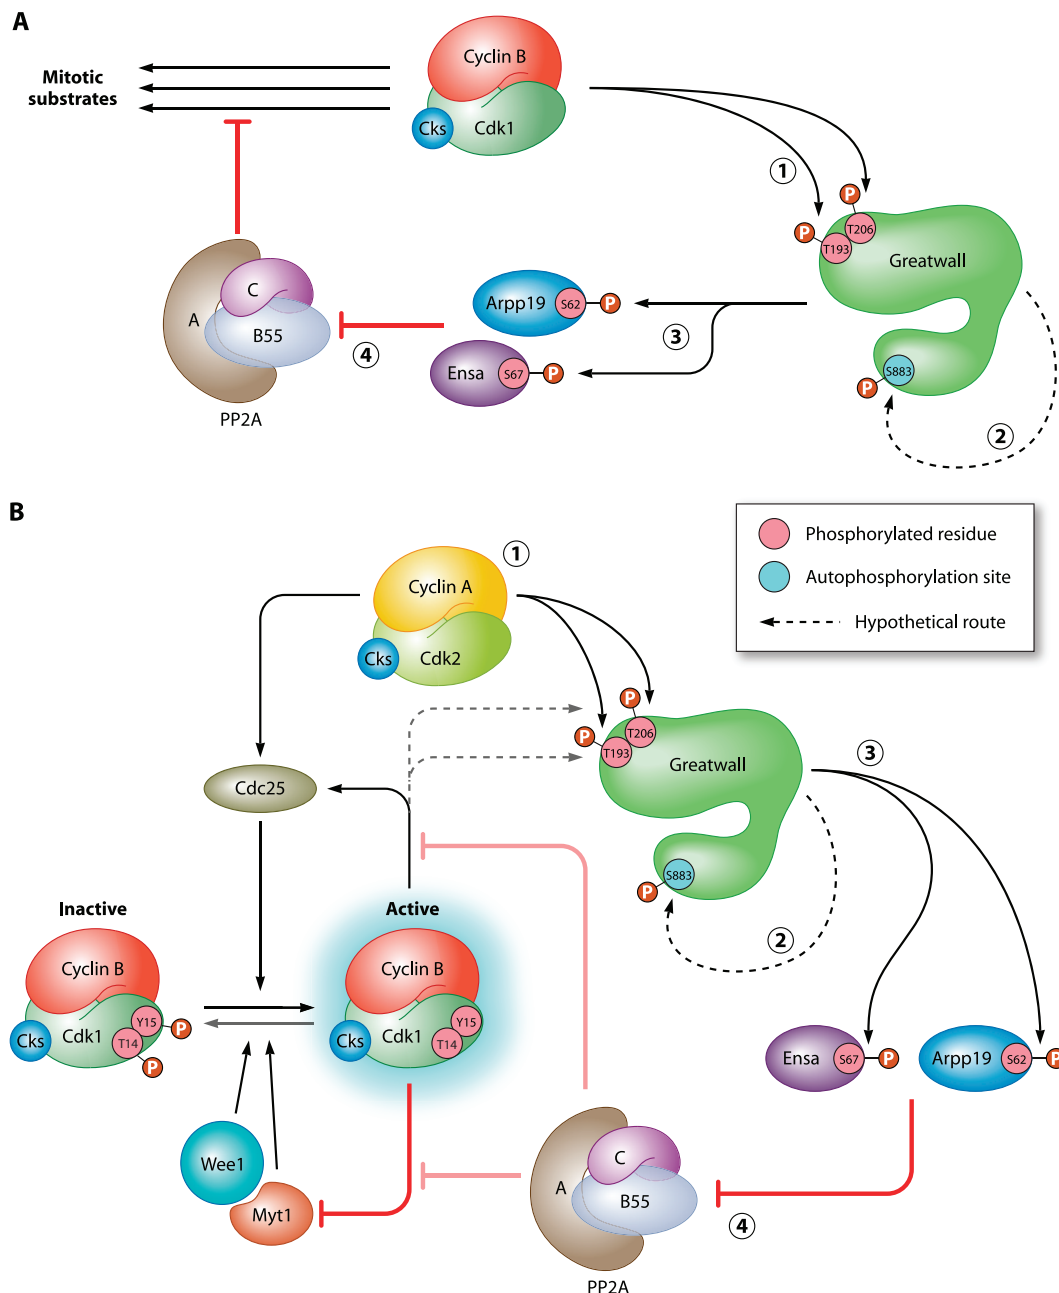 A
Mitotic
substrates
Cyclin B
Cks
Cdk1
1
P
P
T206
T193
Greatwall
C
A
B55
PP2A
4
Arpp19
S62
P
3
Ensa
S67
P
S883
P
2
B
Phosphorylated residue
Autophosphorylation site
Hypothetical route
1
Cyclin A
Cks
Cdk2
P
P
T206
T193
Greatwall
3
Cdc25
S883
P
2
Inactive
Active
Cyclin B
Cks
Cdk1
Y15
P
T14
P
Cyclin B
Cks
Cdk1
Y15
T14
Ensa
S67
P
Arpp19
S62
P
Wee1
Myt1
C
A
B55
4
PP2A